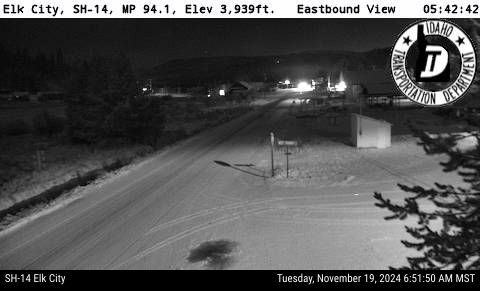 Elk City, SH-14, MP 94.1, Elev 3,939ft. Eastbound View 05:42:42
IDAHO
TRANSPORTATION DEPARTMENT
SH-14 Elk City Tuesday, November 19, 2024 6:51:50 AM MST